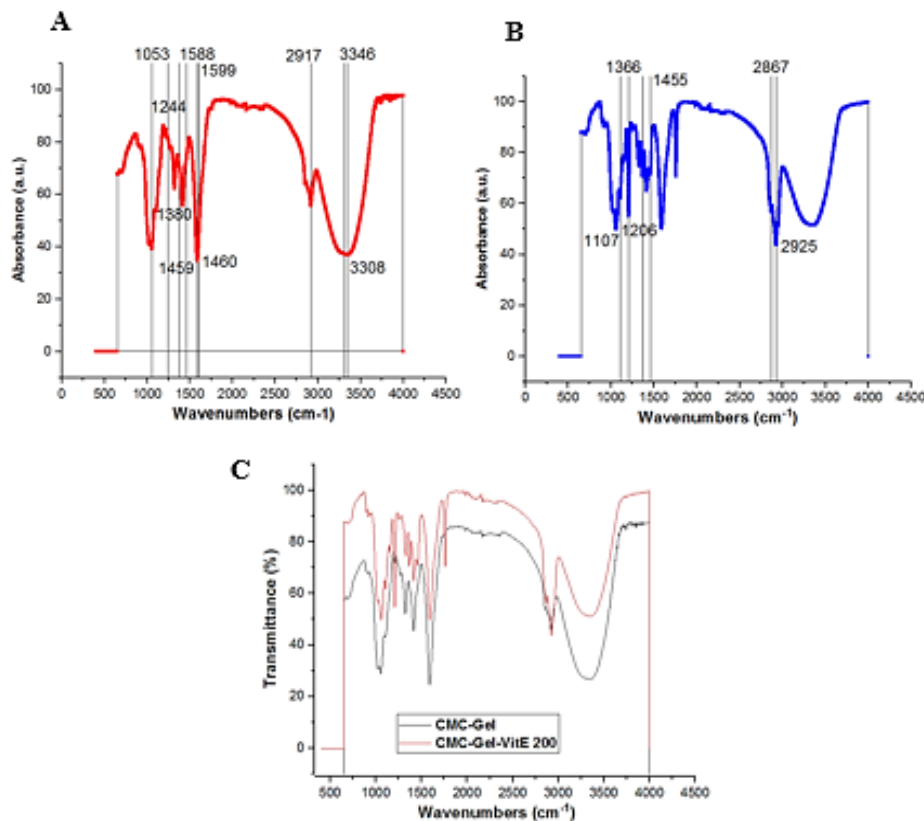 A
1053 1588 2917 3346
1599
1244
1380
1459 1460
3308
100
80
60
40
20
0
Absorbance (a.u.)
0 500 1000 1500 2000 2500 3000 3500 4000 4500
Wavenumbers (cm-1)
B
1366 2867
1455
1107 1206
2925
100
80
60
40
20
0
Absorbance (a.u.)
0 500 1000 1500 2000 2500 3000 3500 4000 4500
Wavenumbers (cm⁻¹)
C
100
80
60
40
20
0
Transmittance (%)
CMC-Gel
CMC-Gel-VitE 200
500 1000 1500 2000 2500 3000 3500 4000 4500
Wavenumbers (cm⁻¹)